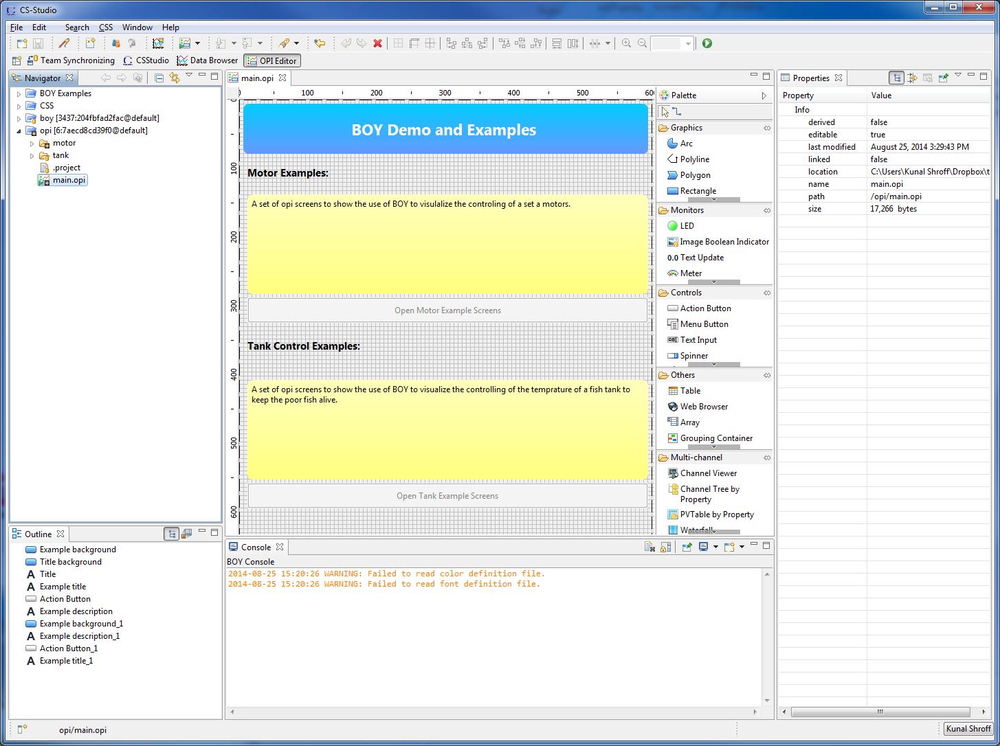 CS-Studio
File Edit Search CSS Window Help
Team Synchronizing CSStudio Data Browser OPI Editor
Navigator
BOY Examples
CSS
boy [3437:204fbfad2fac@default]
opi [6:7aecd8cd39f0@default]
motor
tank
.project
main.opi
Outline
Example background
Title background
Title
Example title
Action Button
Example description
Example background_1
Example description_1
Action Button_1
Example title_1
main.opi
0 100 200 300 400 500 60
0
100
200
300
400
500
600
BOY Demo and Examples
Motor Examples:
A set of opi screens to show the use of BOY to visulalize the controling of a set a motors.
Open Motor Example Screens
Tank Control Examples:
A set of opi screens to show the use of BOY to visualize the controlling of the temprature of a fish tank to
keep the poor fish alive.
Open Tank Example Screens
Palette
Graphics
Arc
Polyline
Polygon
Rectangle
Monitors
LED
Image Boolean Indicator
0.0 Text Update
Meter
Controls
Action Button
Menu Button
Text Input
Spinner
Others
Table
Web Browser
Array
Grouping Container
Multi-channel
Channel Viewer
Channel Tree by
Property
PVTable by Property
Waterfall
Console
BOY Console
2014-08-25 15:20:26 WARNING: Failed to read color definition file.
2014-08-25 15:20:26 WARNING: Failed to read font definition file.
Properties
Property Value
Info
derived false
editable true
last modified August 25, 2014 3:29:43 PM
linked false
location C:\Users\Kunal Shroff\Dropbox\t
name main.opi
path /opi/main.opi
size 17,266 bytes
opi/main.opi
Kunal Shroff